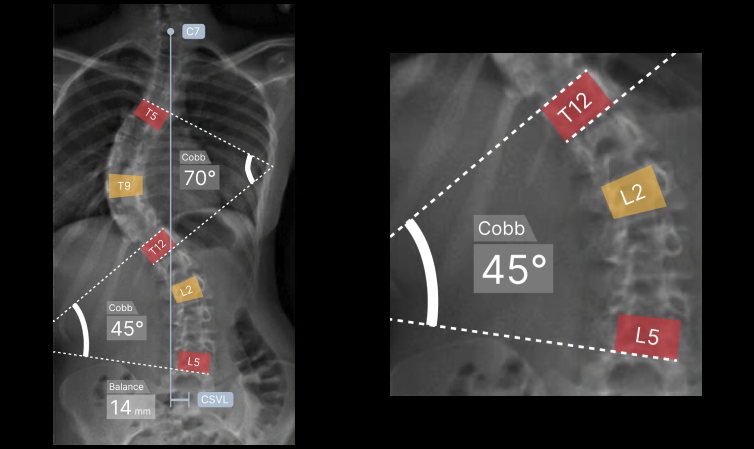 C7
T5
Cobb
70°
T9
T12
L2
Cobb
45°
L5
Balance
14 mm
CSVL
T12
L2
Cobb
45°
L5